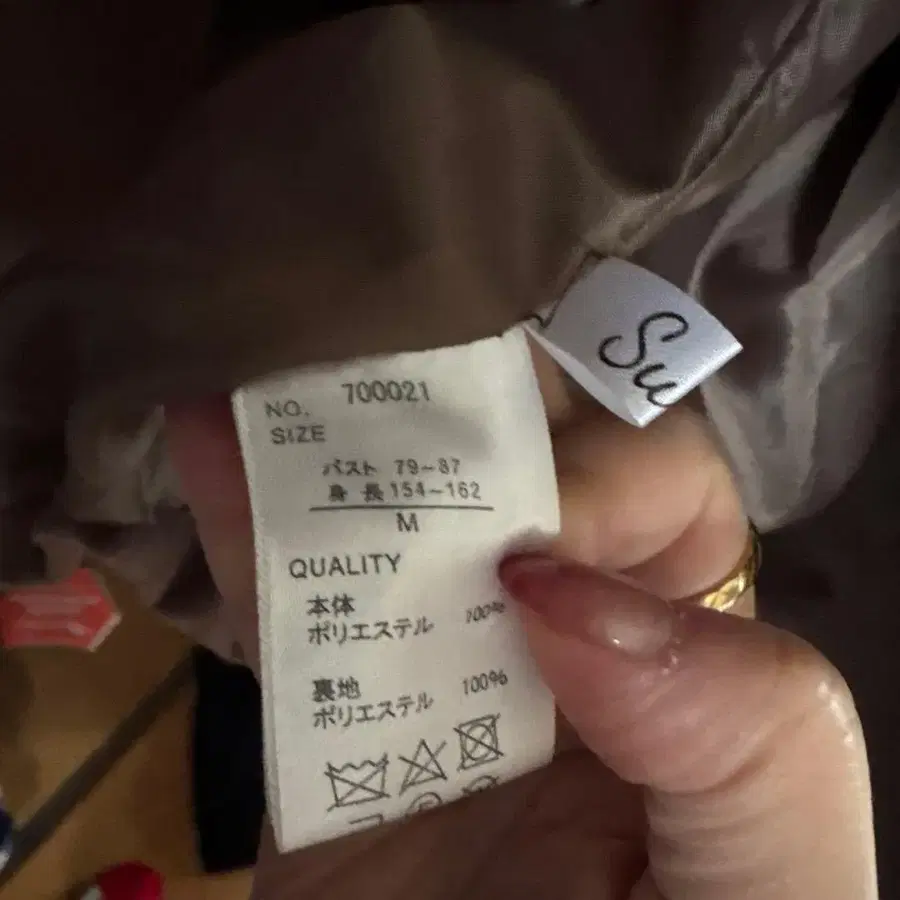 NO. 700021
SIZE
バスト 79~87
身長 154~162
M
QUALITY
本体
ポリエステル 100%
裏地
ポリエステル 100%
Su